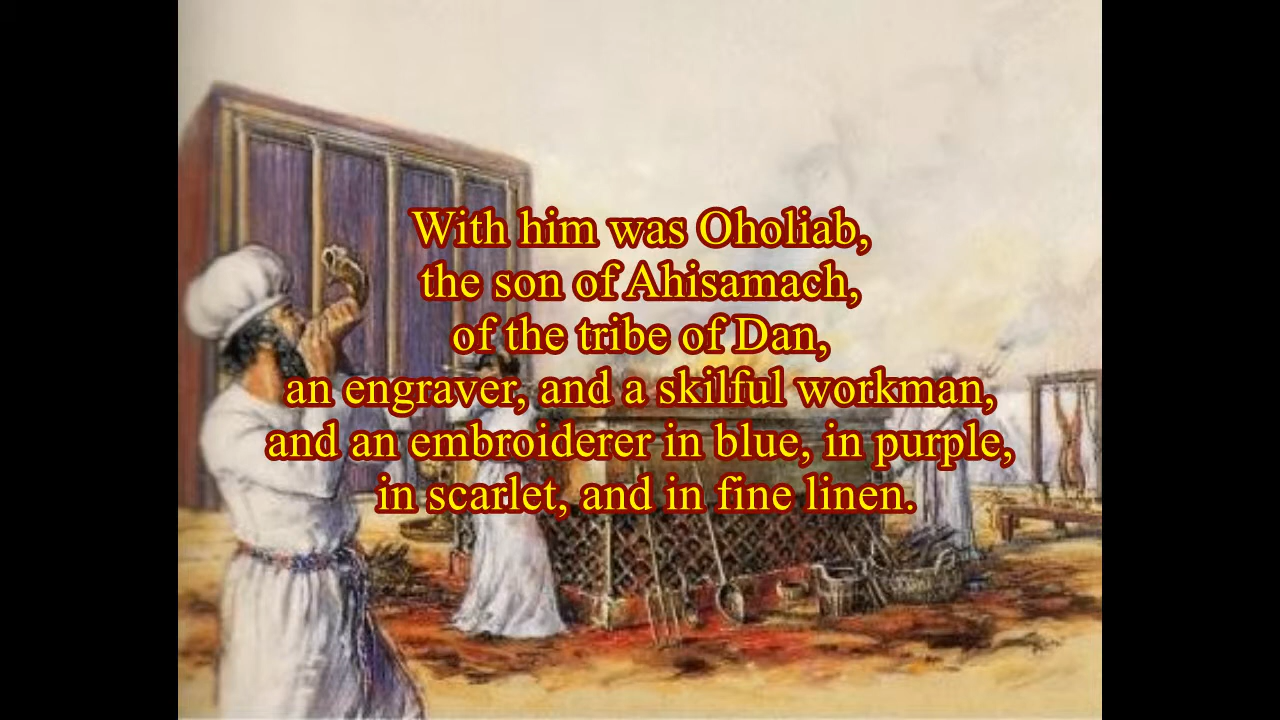 With him was Oholiab,
the son of Ahisamach,
of the tribe of Dan,
an engraver, and a skilful workman,
and an embroiderer in blue, in purple,
in scarlet, and in fine linen.